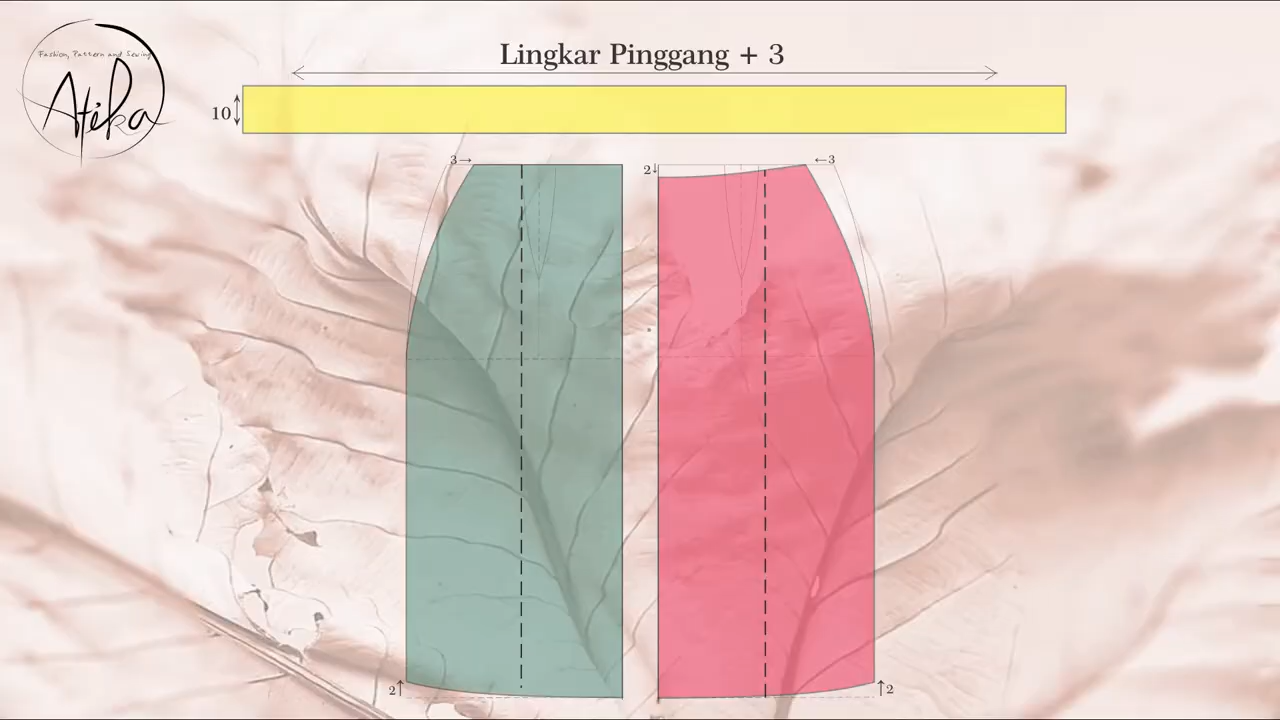 Fashion, Pattern and Sewing
Atika
Lingkar Pinggang + 3
10
3→
2↓
←3
2↑
↑2